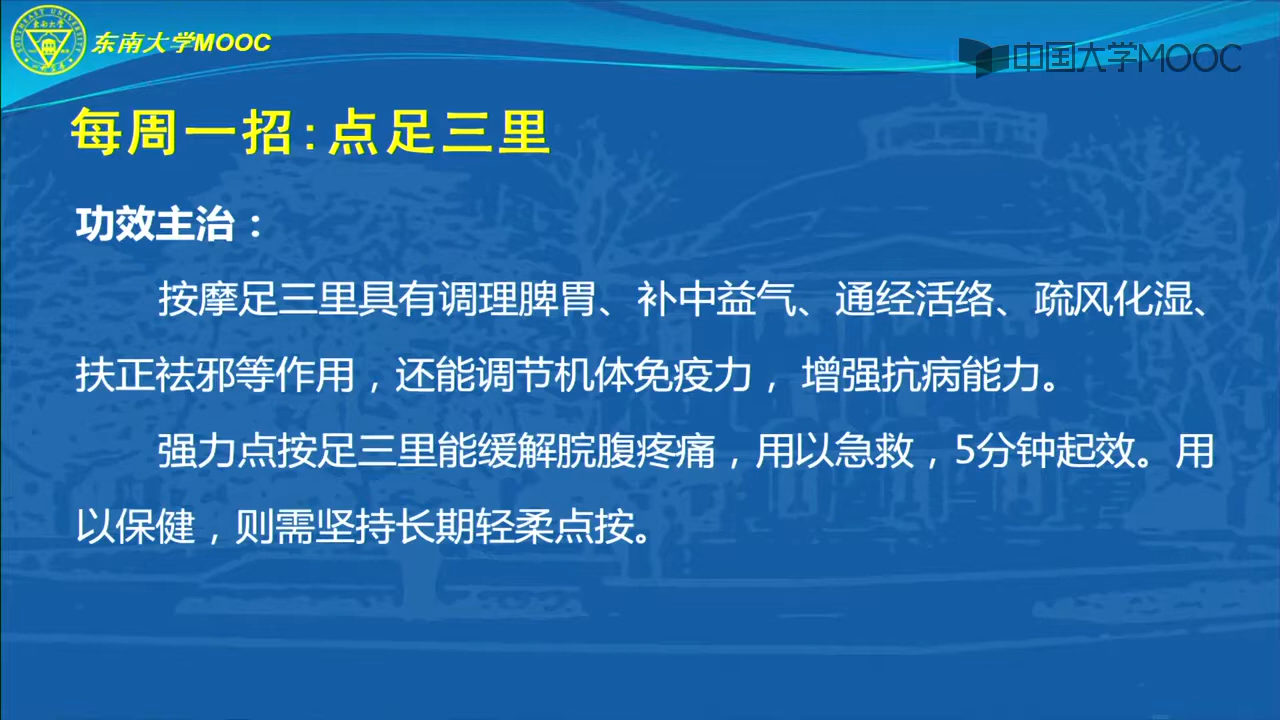 东南大学MOOC
中国大学MOOC
每周一招:点足三里
功效主治：
按摩足三里具有调理脾胃、补中益气、通经活络、疏风化湿、
扶正祛邪等作用，还能调节机体免疫力， 增强抗病能力。
强力点按足三里能缓解脘腹疼痛，用以急救，5分钟起效。用
以保健，则需坚持长期轻柔点按。